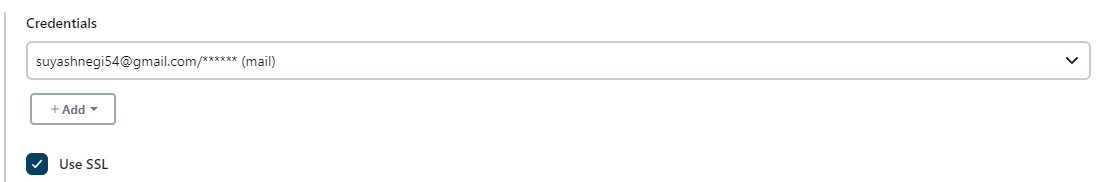 Credentials
suyashnegi54@gmail.com/****** (mail)
+ Add
Use SSL